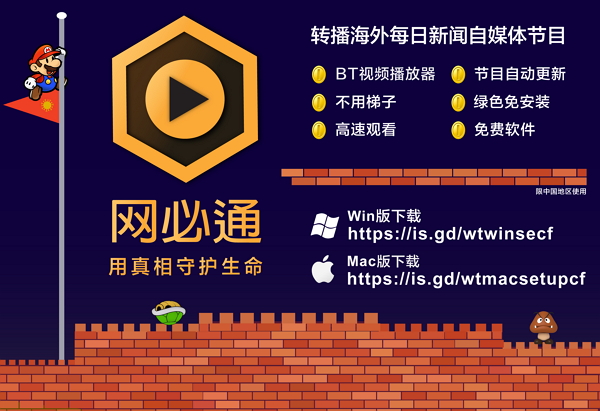 转播海外每日新闻自媒体节目
BT视频播放器
节目自动更新
不用梯子
绿色免安装
高速观看
免费软件
限中国地区使用
网必通
用真相守护生命
Win版下载
https://is.gd/wtwinsecf
Mac版下载
https://is.gd/wtmacsetupcf